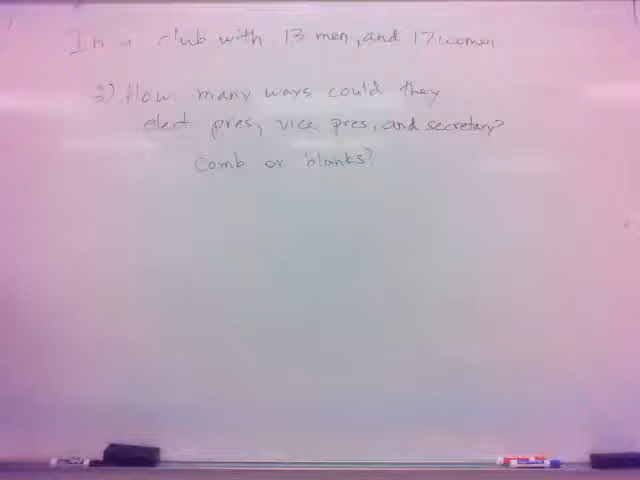 In a club with 13 men, and 17 women
3) How many ways could they
elect pres, vice pres, and secretary?
Comb or blanks?